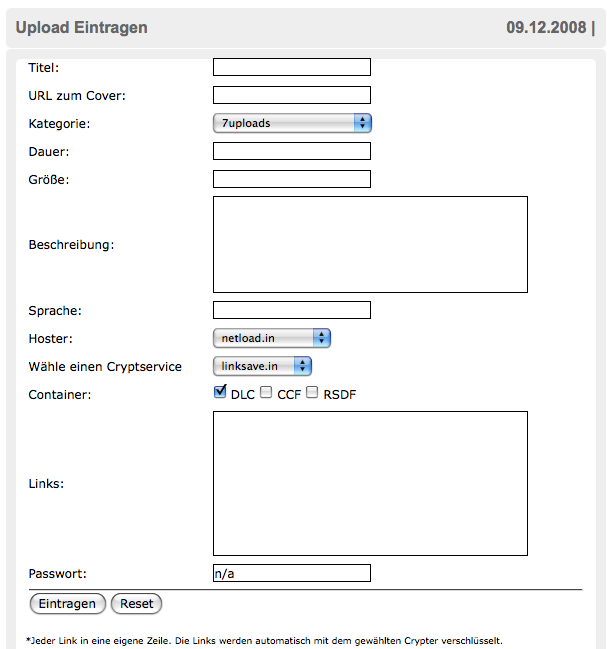 Upload Eintragen 09.12.2008 |
Titel:
URL zum Cover:
Kategorie: 7uploads
Dauer:
Größe:
Beschreibung:
Sprache:
Hoster: netload.in
Wähle einen Cryptservice linksave.in
Container: DLC CCF RSDF
Links:
Passwort: n/a
Eintragen Reset
*Jeder Link in eine eigene Zeile. Die Links werden automatisch mit dem gewählten Crypter verschlüsselt.